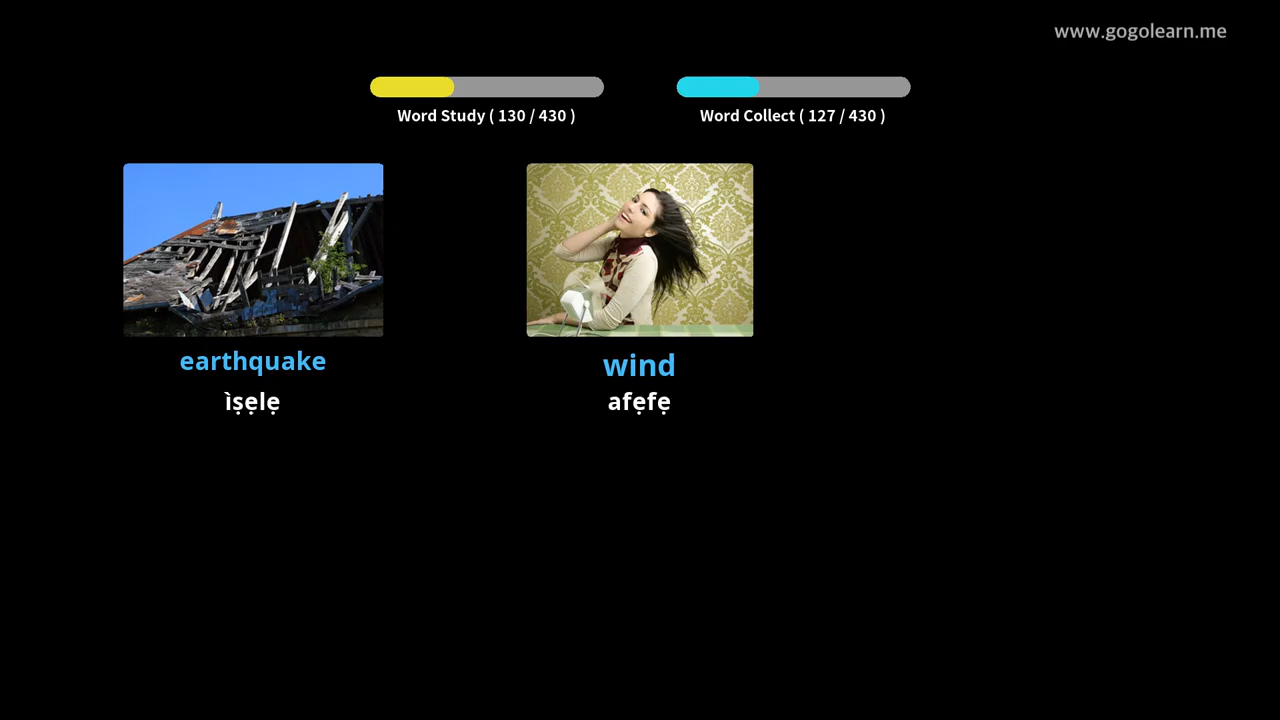 www.gogolearn.me
Word Study ( 130 / 430 )
Word Collect ( 127 / 430 )
earthquake
wind
ìṣẹlẹ
afẹfẹ